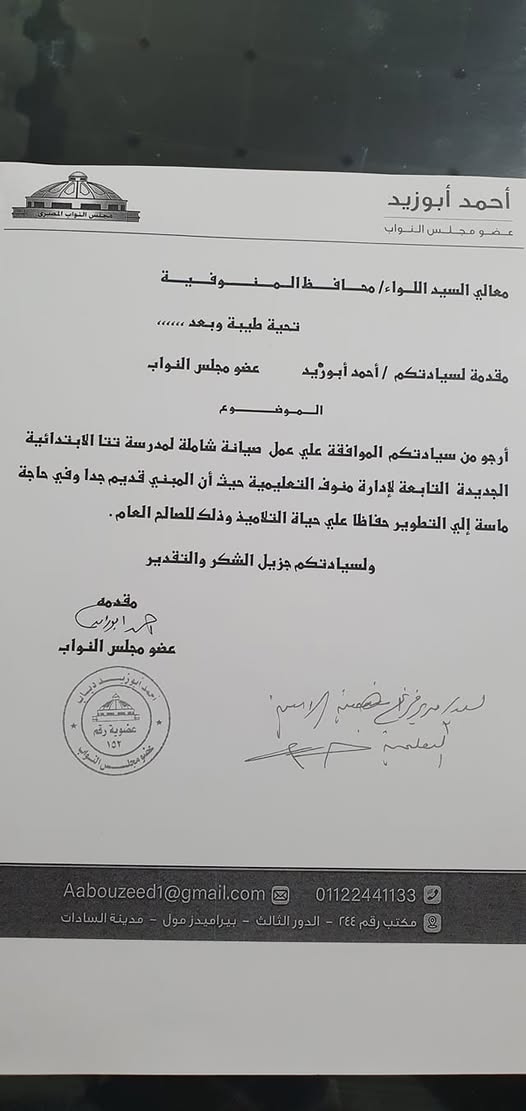 أحمد أبوزيد
عضو مجلس النواب
مجلس النواب المصرى
معالي السيد اللواء/ محافظ المنوفية
تحية طيبة وبعد ،،،،،،
مقدمة لسيادتكم / أحمد أبوزيد عضو مجلس النواب
الموضوع
أرجو من سيادتكم الموافقة علي عمل صيانة شاملة لمدرسة تتا الابتدائية
الجديدة التابعة لإدارة منوف التعليمية حيث أن المبني قديم جدا وفي حاجة
ماسة إلي التطوير حفاظا علي حياة التلاميذ وذلك للصالح العام .
ولسيادتكم جزيل الشكر والتقدير
مقدمه
احمد ابوزيد
عضو مجلس النواب
أحمد أبوزيد دياب
عضوية رقم
١٥٢
عضو مجلس النواب
التعليمية
01122441133 Aabouzeed1@gmail.com
مكتب رقم ٢٤٤ - الدور الثالث - بيراميدز مول - مدينة السادات